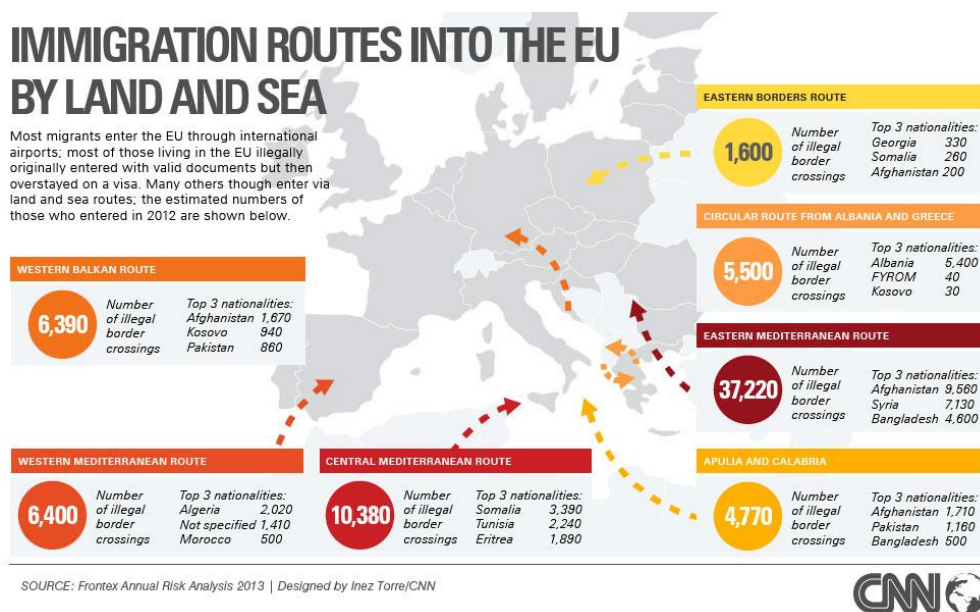 IMMIGRATION ROUTES INTO THE EU
BY LAND AND SEA
Most migrants enter the EU through international
airports; most of those living in the EU illegally
originally entered with valid documents but then
overstayed on a visa. Many others though enter via
land and sea routes; the estimated numbers of
those who entered in 2012 are shown below.
WESTERN BALKAN ROUTE
6,390
Number
of illegal
border
crossings
Top 3 nationalities:
Afghanistan 1,670
Kosovo 940
Pakistan 860
WESTERN MEDITERRANEAN ROUTE
6,400
Number
of illegal
border
crossings
Top 3 nationalities:
Algeria 2,020
Not specified 1,410
Morocco 500
CENTRAL MEDITERRANEAN ROUTE
10,380
Number
of illegal
border
crossings
Top 3 nationalities:
Somalia 3,390
Tunisia 2,240
Eritrea 1,890
EASTERN BORDERS ROUTE
1,600
Number
of illegal
border
crossings
Top 3 nationalities:
Georgia 330
Somalia 260
Afghanistan 200
CIRCULAR ROUTE FROM ALBANIA AND GREECE
5,500
Number
of illegal
border
crossings
Top 3 nationalities:
Albania 5,400
FYROM 40
Kosovo 30
EASTERN MEDITERRANEAN ROUTE
37,220
Number
of illegal
border
crossings
Top 3 nationalities:
Afghanistan 9,560
Syria 7,130
Bangladesh 4,600
APULIA AND CALABRIA
4,770
Number
of illegal
border
crossings
Top 3 nationalities:
Afghanistan 1,710
Pakistan 1,160
Bangladesh 500
SOURCE: Frontex Annual Risk Analysis 2013 | Designed by Inez Torre/CNN
CNN